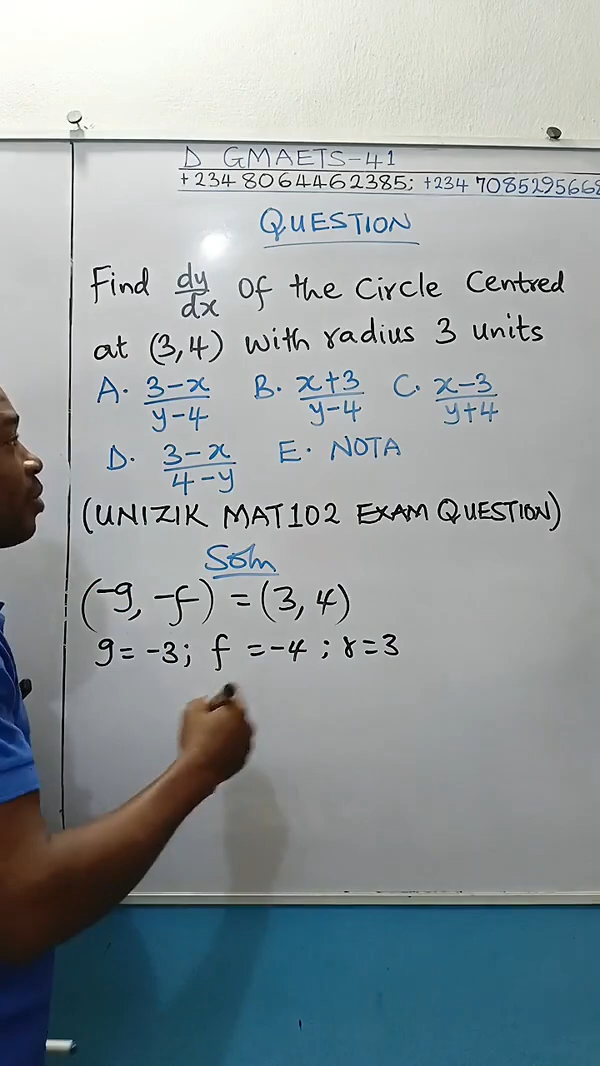 D GMAETS-41
+234 8064462385; +234 7085295668
QUESTION
Find dy/dx of the Circle Centred
at (3,4) with radius 3 units
A. 3-x/y-4 B. x+3/y-4 C. x-3/y+4
D. 3-x/4-y E. NOTA
(UNIZIK MAT102 EXAM QUESTION)
Soln
(-g, -f) = (3, 4)
g = -3; f = -4; r = 3